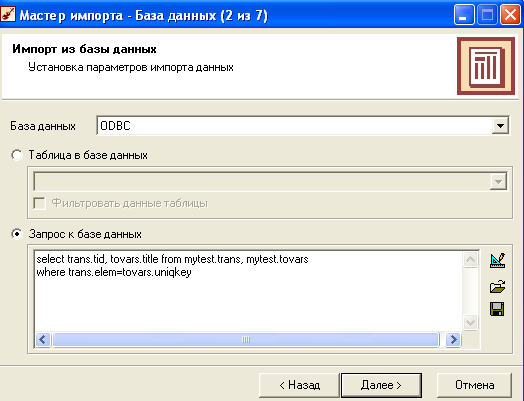 Мастер импорта - База данных (2 из 7)
Импорт из базы данных
Установка параметров импорта данных
База данных
ODBC
Таблица в базе данных
Фильтровать данные таблицы
Запрос к базе данных
select trans.tid, tovars.title from mytest.trans, mytest.tovars
where trans.elem=tovars.uniqkey
< Назад
Далее >
Отмена